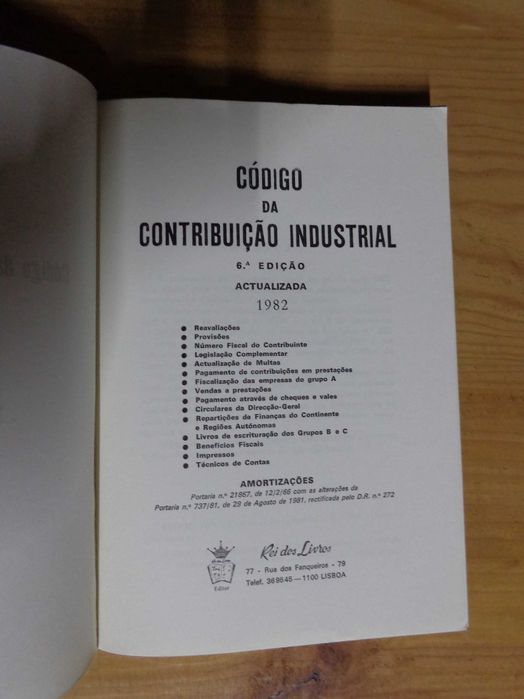 CÓDIGO
DA
CONTRIBUIÇÃO INDUSTRIAL
6.ª EDIÇÃO
ACTUALIZADA
1982
● Reavaliações
● Provisões
● Número Fiscal do Contribuinte
● Legislação Complementar
● Actualização de Multas
● Pagamento de contribuições em prestações
● Fiscalização das empresas do grupo A
● Vendas a prestações
● Pagamento através de cheques e vales
● Circulares da Direcção-Geral
● Repartições de Finanças do Continente
e Regiões Autónomas
● Livros de escrituração dos Grupos B e C
● Benefícios Fiscais
● Impressos
● Técnicos de Contas
AMORTIZAÇÕES
Portaria n.º 21867, de 12/2/66 com as alterações da
Portaria n.º 737/81, de 29 de Agosto de 1981, rectificada pelo D.R. n.º 272
Editor
Rei dos Livros
77 - Rua dos Fanqueiros - 79
Telef. 369545 — 1100 LISBOA